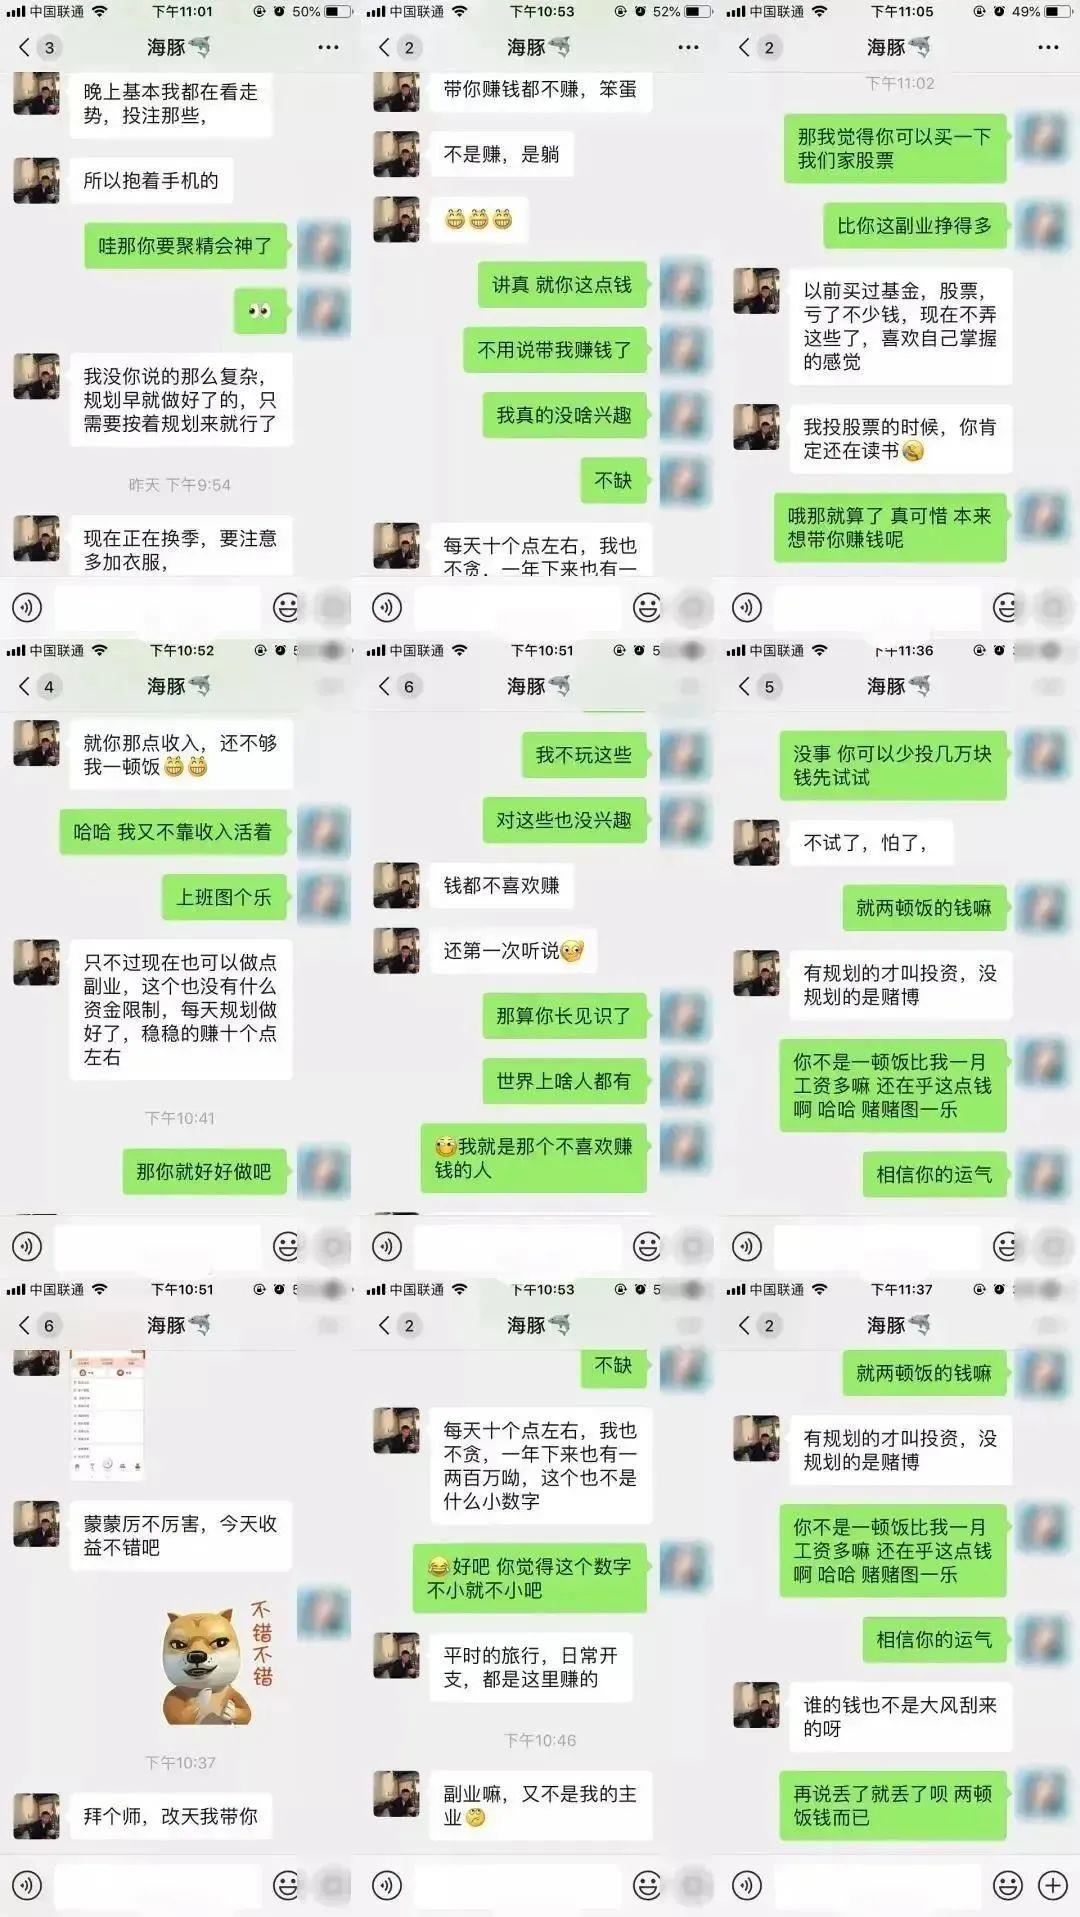 中国联通
下午11:01
50%
3
海豚
晚上基本我都在看走
势，投注那些，
所以抱着手机的
哇那你要聚精会神了
我没你说的那么复杂，
规划早就做好了的，只
需要按着规划来就行了
昨天 下午9:54
现在正在换季，要注意
多加衣服，
中国联通
下午10:53
52%
2
海豚
带你赚钱都不赚，笨蛋
不是赚，是躺
讲真 就你这点钱
不用说带我赚钱了
我真的没啥兴趣
不缺
每天十个点左右，我也
不贪，一年下来也有一
中国联通
下午11:05
49%
2
海豚
下午11:02
那我觉得你可以买一下
我们家股票
比你这副业挣得多
以前买过基金，股票，
亏了不少钱，现在不弄
这些了，喜欢自己掌握
的感觉
我投股票的时候，你肯
定还在读书
哦那就算了 真可惜 本来
想带你赚钱呢
中国联通
下午10:52
4
海豚
就你那点收入，还不够
我一顿饭
哈哈 我又不靠收入活着
上班图个乐
只不过现在也可以做点
副业，这个也没有什么
资金限制，每天规划做
好了，稳稳的赚十个点
左右
下午10:41
那你就好好做吧
中国联通
下午10:51
6
海豚
我不玩这些
对这些也没兴趣
钱都不喜欢赚
还第一次听说
那算你长见识了
世界上啥人都有
我就是那个不喜欢赚
钱的人
中国联通
下午11:36
5
海豚
没事 你可以少投几万块
钱先试试
不试了，怕了，
就两顿饭的钱嘛
有规划的才叫投资，没
规划的是赌博
你不是一顿饭比我一月
工资多嘛 还在乎这点钱
啊 哈哈 赌赌图一乐
相信你的运气
中国联通
下午10:51
6
海豚
蒙蒙厉不厉害，今天收
益不错吧
不错不错
下午10:37
拜个师，改天我带你
中国联通
下午10:53
2
海豚
不缺
每天十个点左右，我也
不贪，一年下来也有一
两百万呦，这个也不是
什么小数字
好吧 你觉得这个数字
不小就不小吧
平时的旅行，日常开
支，都是这里赚的
下午10:46
副业嘛，又不是我的主
业
中国联通
下午11:37
2
海豚
就两顿饭的钱嘛
有规划的才叫投资，没
规划的是赌博
你不是一顿饭比我一月
工资多嘛 还在乎这点钱
啊 哈哈 赌赌图一乐
相信你的运气
谁的钱也不是大风刮来
的呀
再说丢了就丢了呗 两顿
饭钱而已